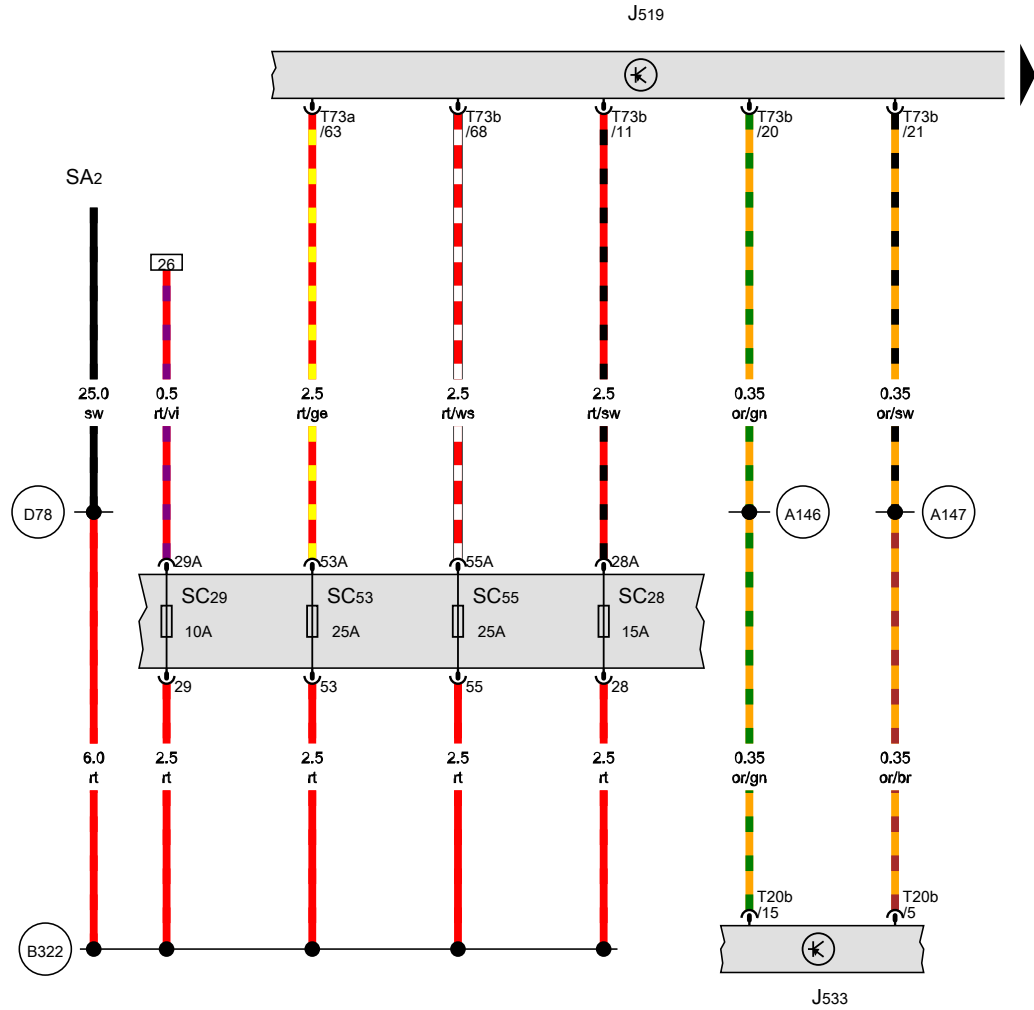 J519
T73a
/63
T73b
/68
T73b
/11
T73b
/20
T73b
/21
SA2
26
25.0
sw
0.5
rt/vi
2.5
rt/ge
2.5
rt/ws
2.5
rt/sw
0.35
or/gn
0.35
or/sw
D78
A146
A147
29A
53A
55A
28A
SC29
10A
SC53
25A
SC55
25A
SC28
15A
29
53
55
28
6.0
rt
2.5
rt
2.5
rt
2.5
rt
2.5
rt
0.35
or/gn
0.35
or/br
T20b
/15
T20b
/5
B322
J533